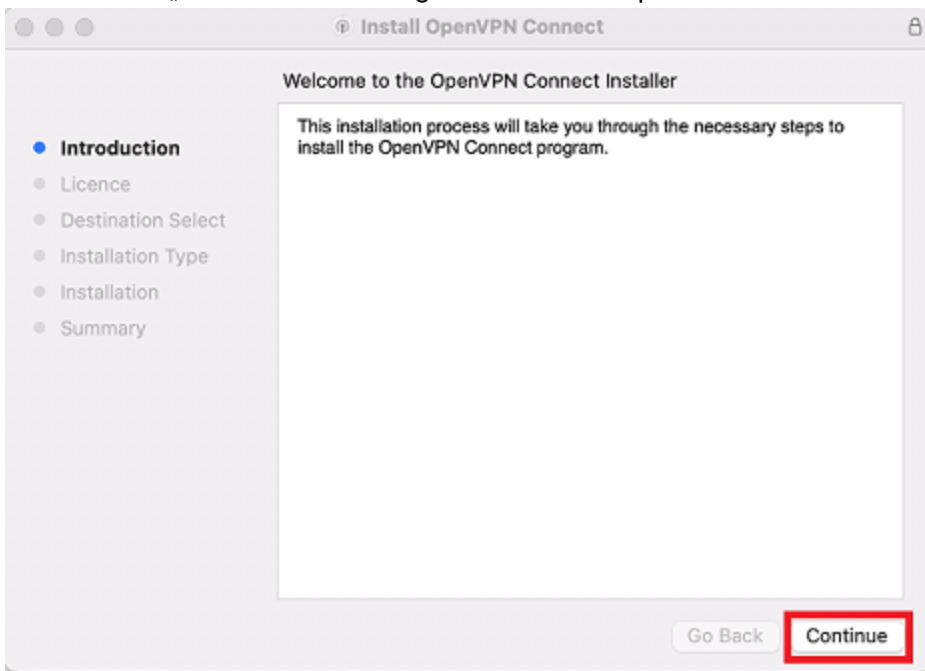 Install OpenVPN Connect
Welcome to the OpenVPN Connect Installer
Introduction
Licence
Destination Select
Installation Type
Installation
Summary
This installation process will take you through the necessary steps to
install the OpenVPN Connect program.
Go Back
Continue